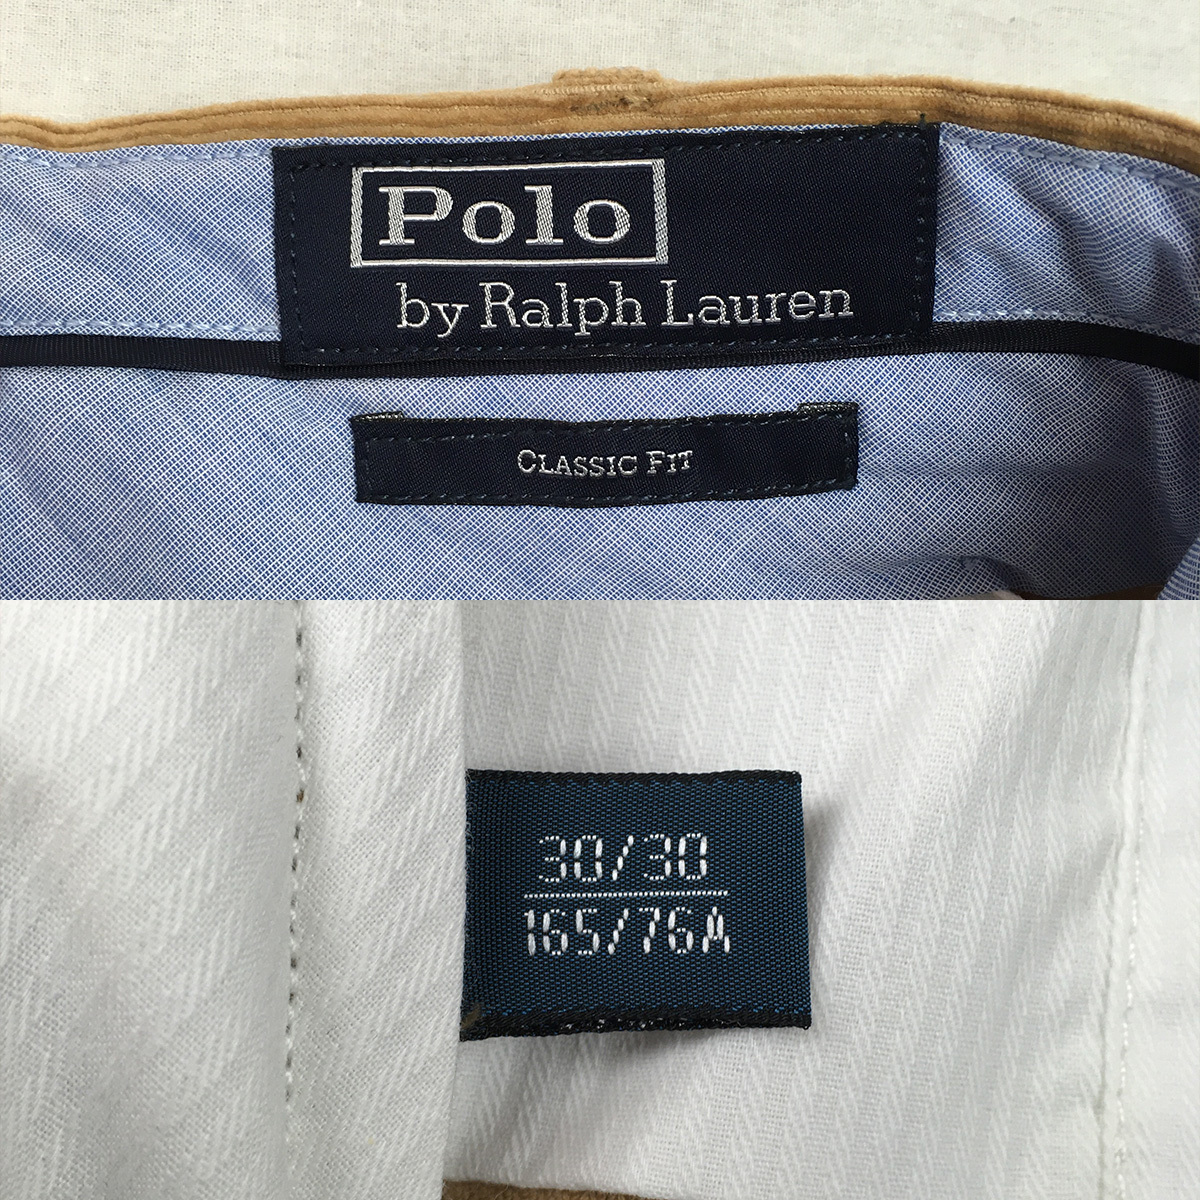 Polo
by Ralph Lauren
CLASSIC FIT
30/30
165/76A